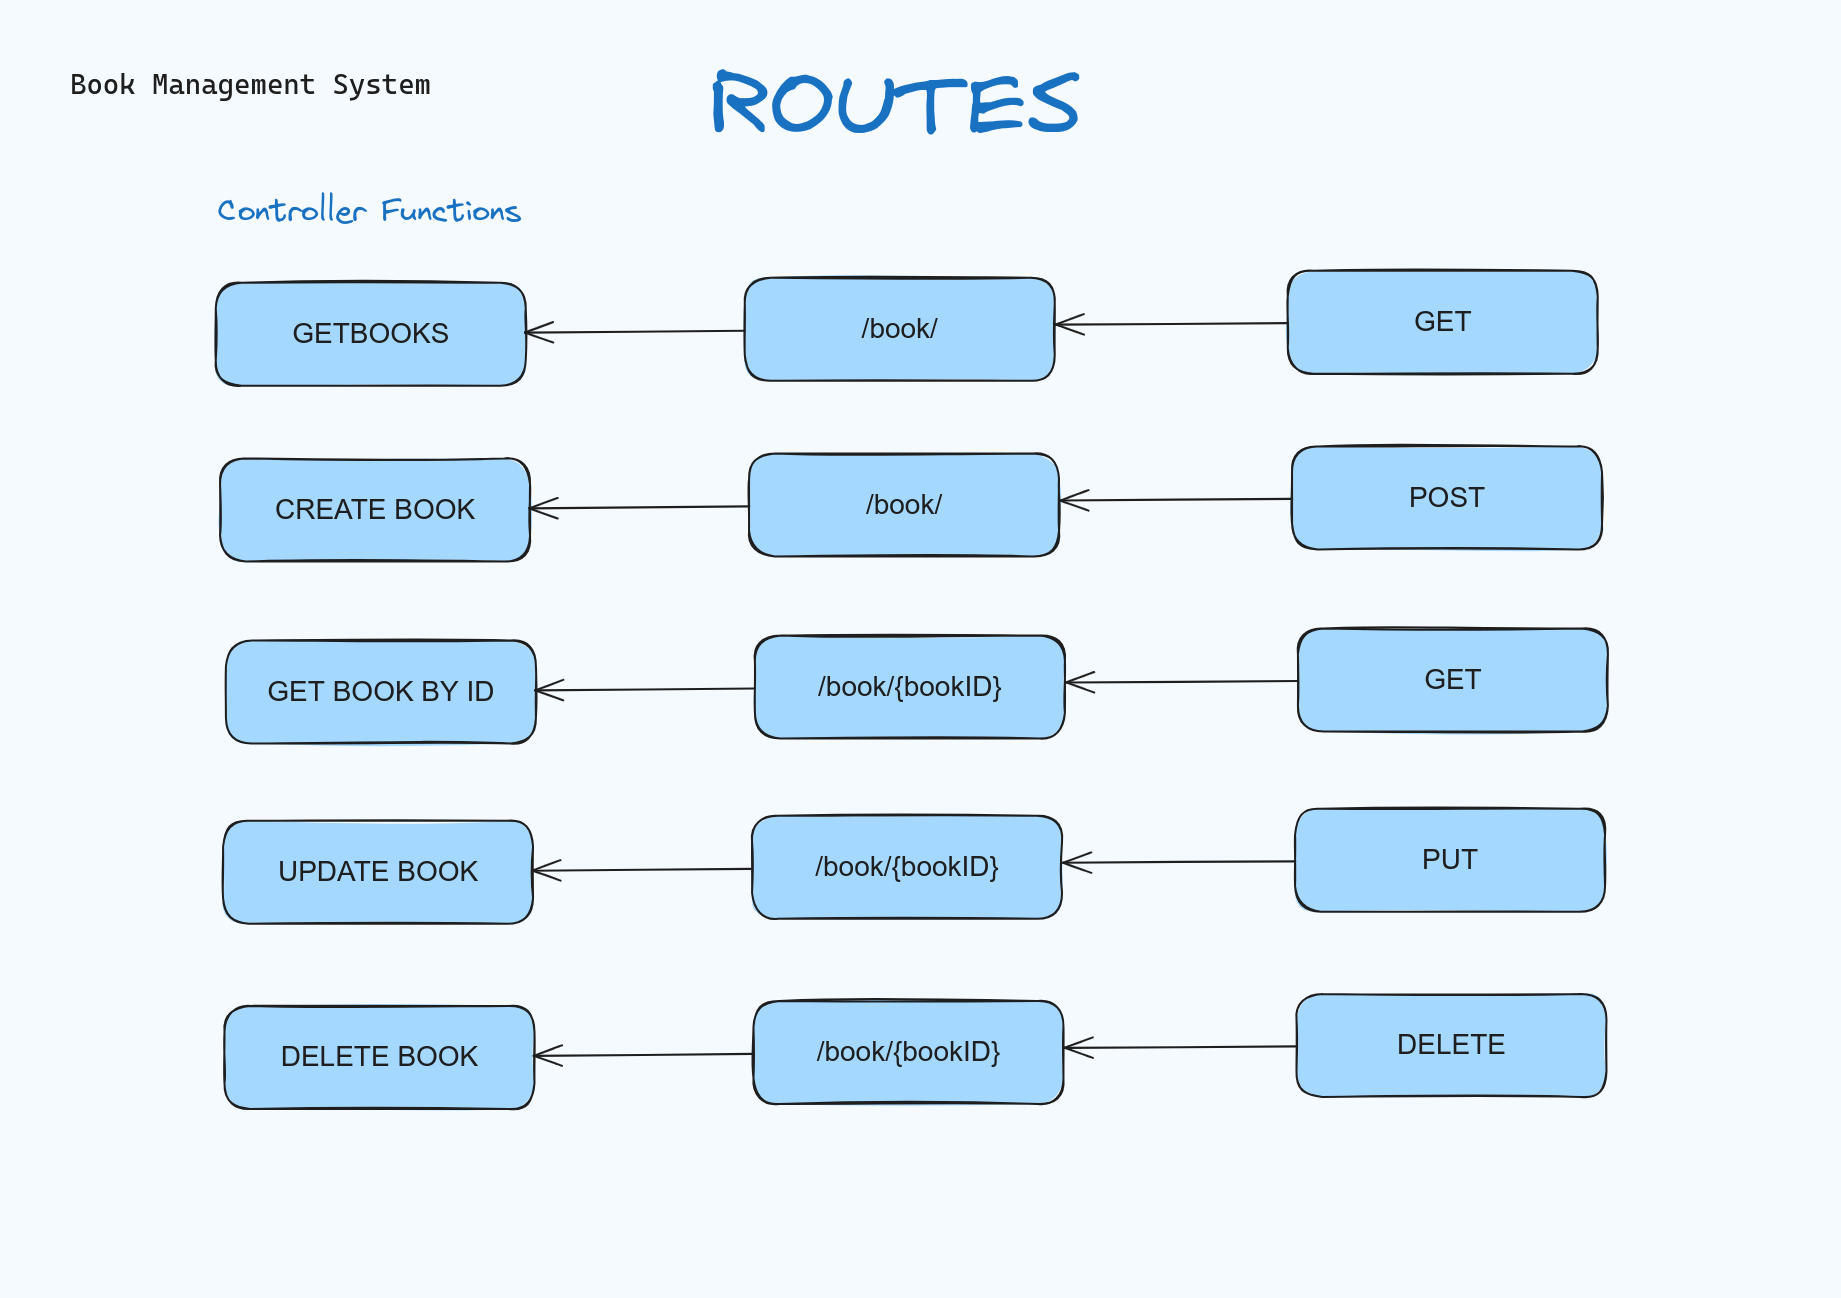 Book Management System
ROUTES
Controller Functions
GETBOOKS
/book/
GET
CREATE BOOK
/book/
POST
GET BOOK BY ID
/book/{bookID}
GET
UPDATE BOOK
/book/{bookID}
PUT
DELETE BOOK
/book/{bookID}
DELETE